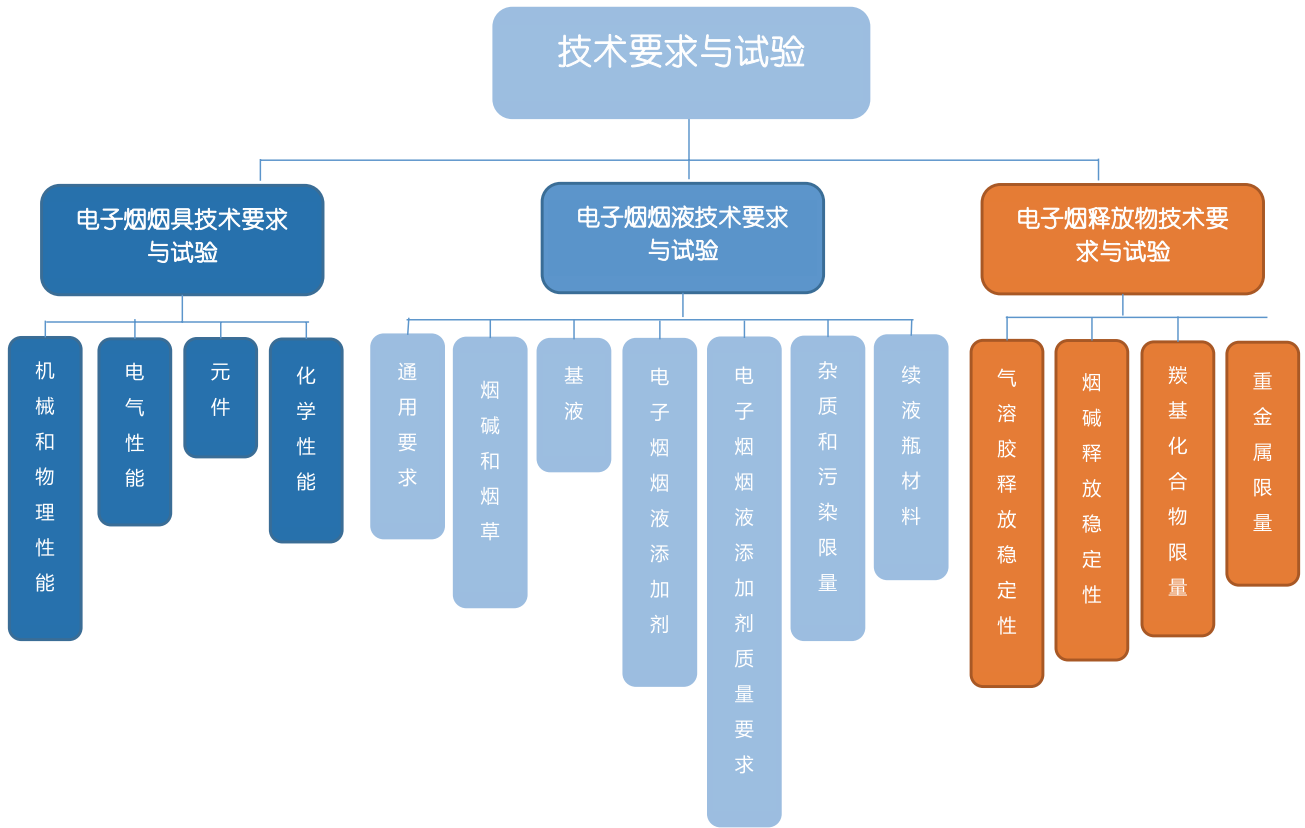 技术要求与试验
电子烟烟具技术要求
与试验
电子烟烟液技术要求
与试验
电子烟释放物技术要
求与试验
机械和物理性能
电气性能
元件
化学性能
通用要求
烟碱和烟草
基液
电子烟烟液添加剂
电子烟烟液添加剂质量要求
杂质和污染限量
续液瓶材料
气溶胶释放稳定性
烟碱释放稳定性
羰基化合物限量
重金属限量